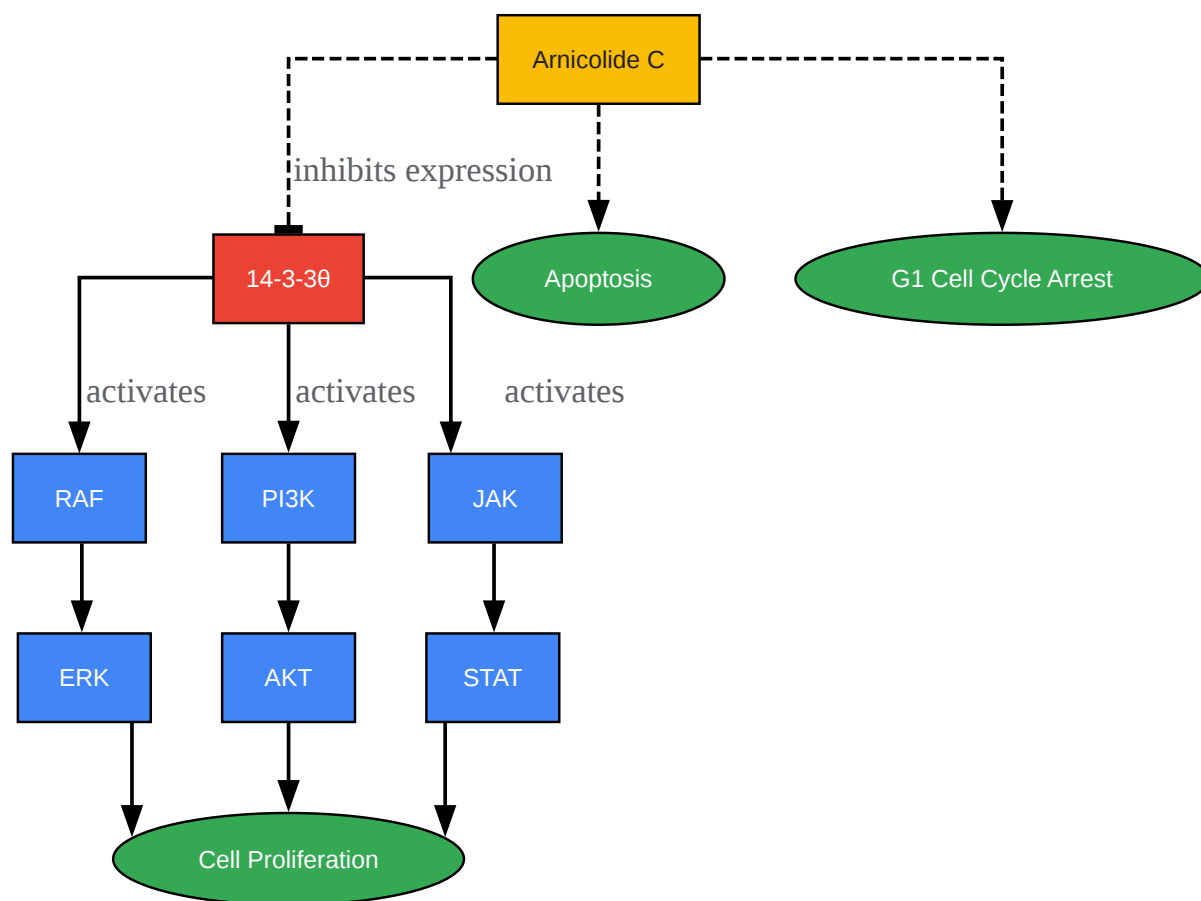 Arnicolide C
inhibits expression
14-3-3θ
Apoptosis
G1 Cell Cycle Arrest
activates
activates
activates
RAF
PI3K
JAK
ERK
AKT
STAT
Cell Proliferation